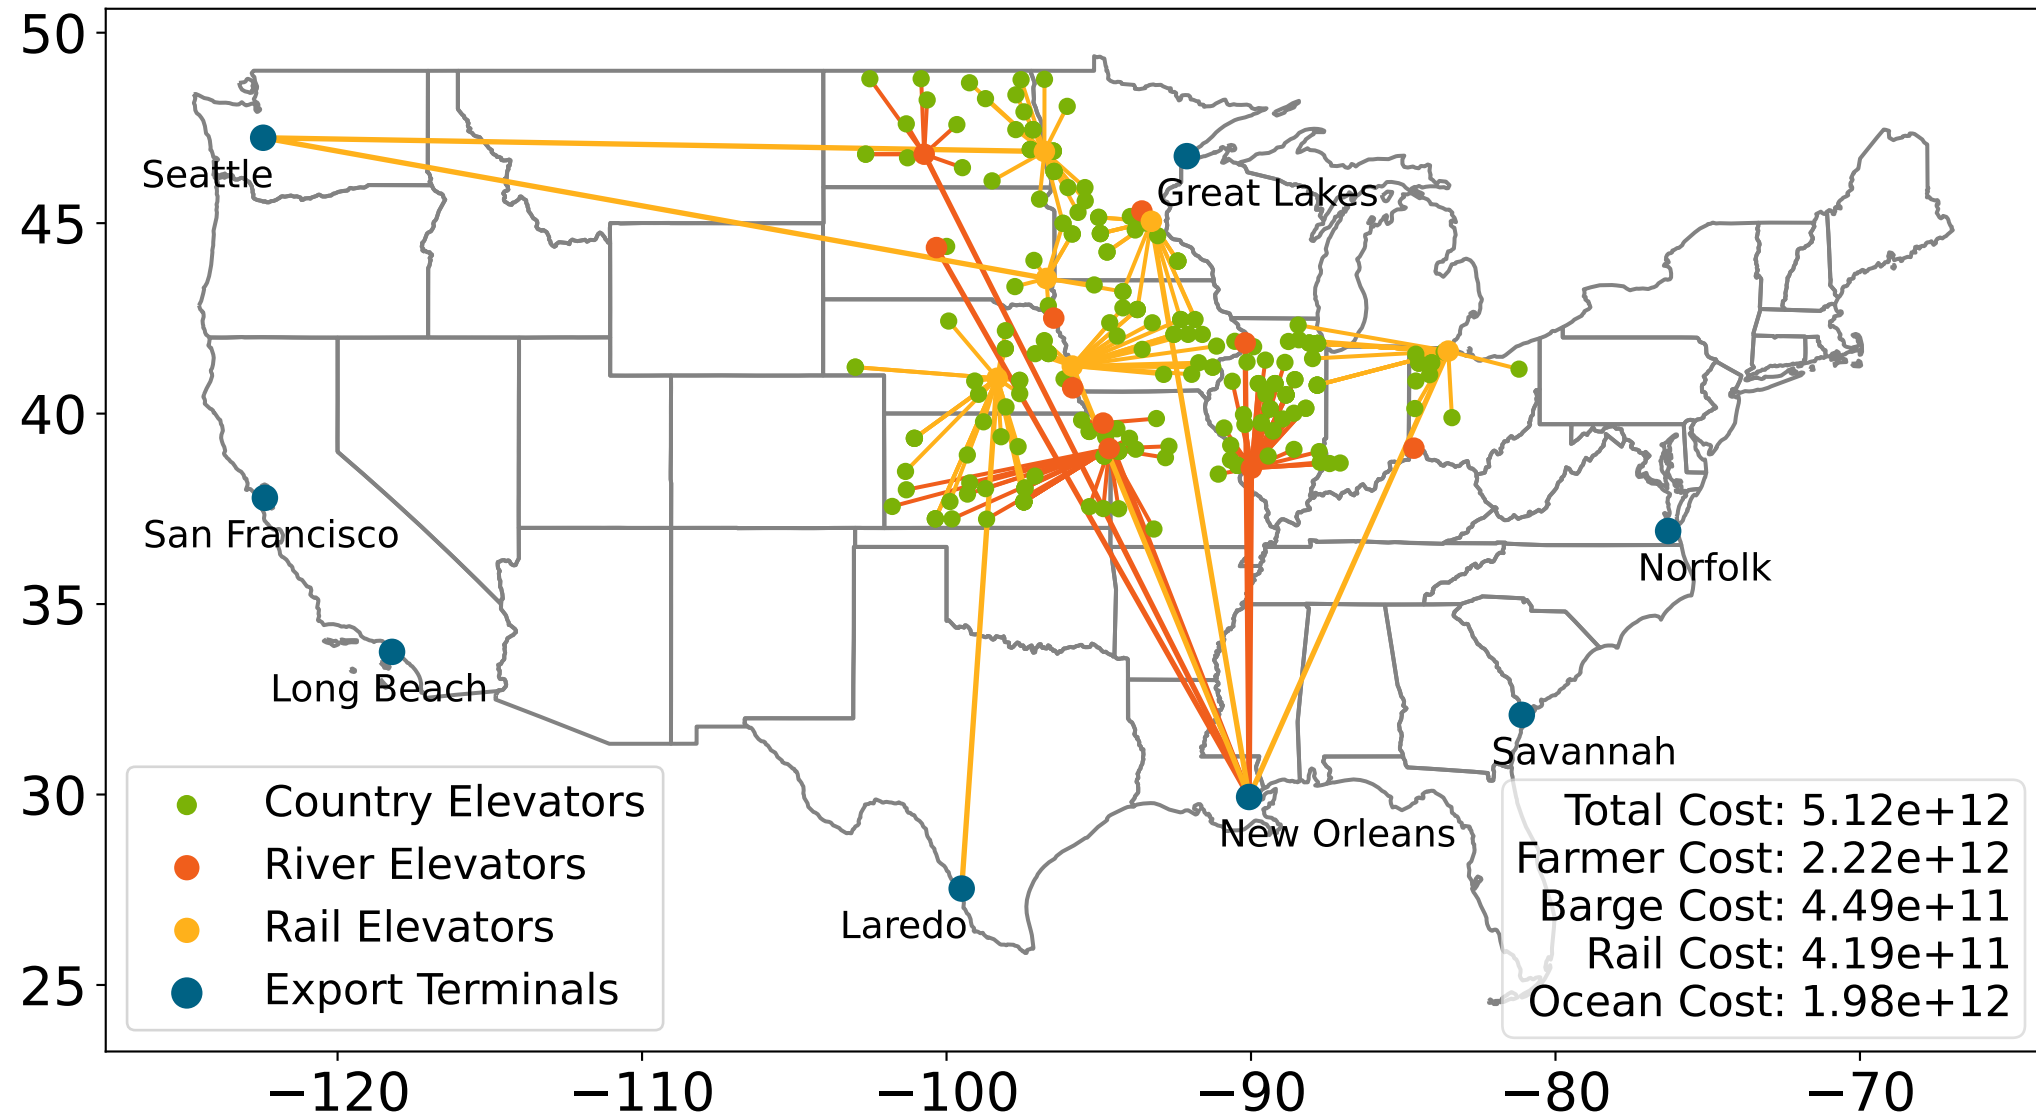 50
45
40
35
30
25
−120
−110
−100
−90
−80
−70
Seattle
Great Lakes
San Francisco
Norfolk
Long Beach
Savannah
New Orleans
Laredo
Country Elevators
River Elevators
Rail Elevators
Export Terminals
Total Cost: 5.12e+12
Farmer Cost: 2.22e+12
Barge Cost: 4.49e+11
Rail Cost: 4.19e+11
Ocean Cost: 1.98e+12